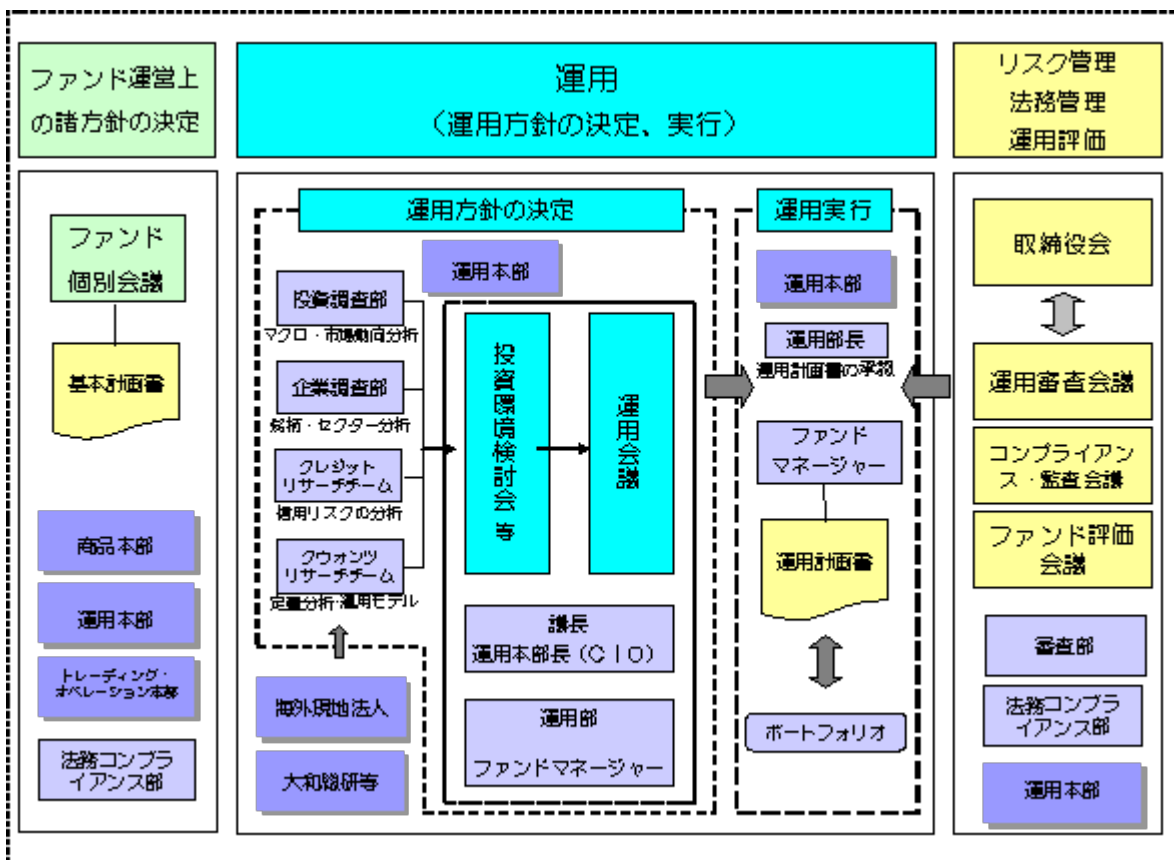 ファンド運営上
の諸方針の決定
運用
(運用方針の決定、実行)
リスク管理
法務管理
運用評価
ファンド
個別会議
基本計画書
商品本部
運用本部
トレーディング・
オペレーション本部
法務コンプラ
イアンス部
運用方針の決定
運用本部
投資調査部
マクロ・市場動向分析
企業調査部
銘柄・セクター分析
クレジット
リサーチチーム
信用リスクの分析
クウォンツ
リサーチチーム
定量分析・運用モデル
海外現地法人
大和総研等
投資環境検討会 等
運用会議
議長
運用本部長(CIO)
運用部
ファンドマネージャー
運用実行
運用本部
運用部長
運用計画書の承認
ファンド
マネージャー
運用計画書
ポートフォリオ
取締役会
運用審査会議
コンプライアン
ス・監査会議
ファンド評価
会議
審査部
法務コンプラ
イアンス部
運用本部